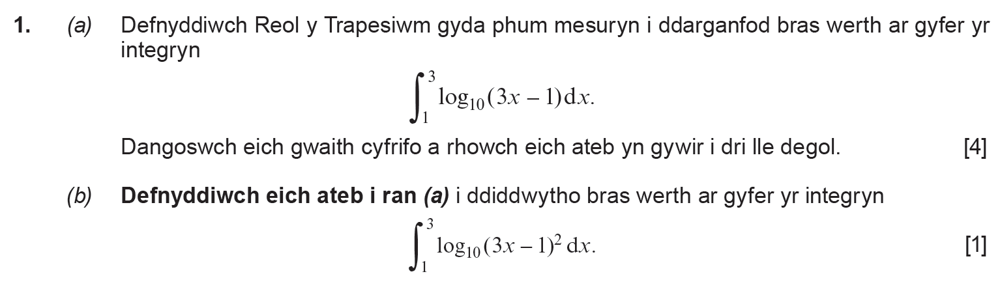 1. (a) Defnyddiwch Reol y Trapesiwm gyda phum mesuryn i ddarganfod bras werth ar gyfer yr
integryn
∫₁³ log₁₀(3x – 1)dx.
Dangoswch eich gwaith cyfrifo a rhowch eich ateb yn gywir i dri lle degol. [4]
(b) Defnyddiwch eich ateb i ran (a) i ddiddwytho bras werth ar gyfer yr integryn
∫₁³ log₁₀(3x – 1)² dx. [1]